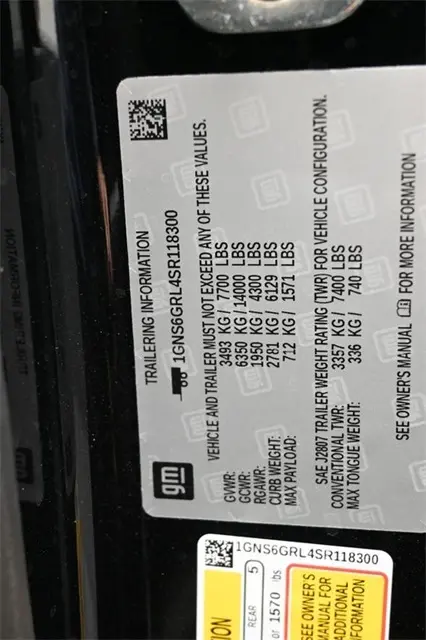 gm
TRAILERING INFORMATION
1GNS6GRL4SR118300
VEHICLE AND TRAILER MUST NOT EXCEED ANY OF THESE VALUES.
GVWR: 3493 KG / 7700 LBS
GCWR: 6350 KG / 14000 LBS
RGAWR: 1950 KG / 4300 LBS
CURB WEIGHT: 2781 KG / 6129 LBS
MAX PAYLOAD: 712 KG / 1571 LBS
SAE J2807 TRAILER WEIGHT RATING (TWR) FOR VEHICLE CONFIGURATION.
CONVENTIONAL TWR: 3357 KG / 7400 LBS
MAX TONGUE WEIGHT: 336 KG / 740 LBS
SEE OWNER'S MANUAL FOR MORE INFORMATION
1GNS6GRL4SR118300
ION
REAR 5
or 1570 lbs
SEE OWNER'S
MANUAL FOR
ADDITIONAL
INFORMATION